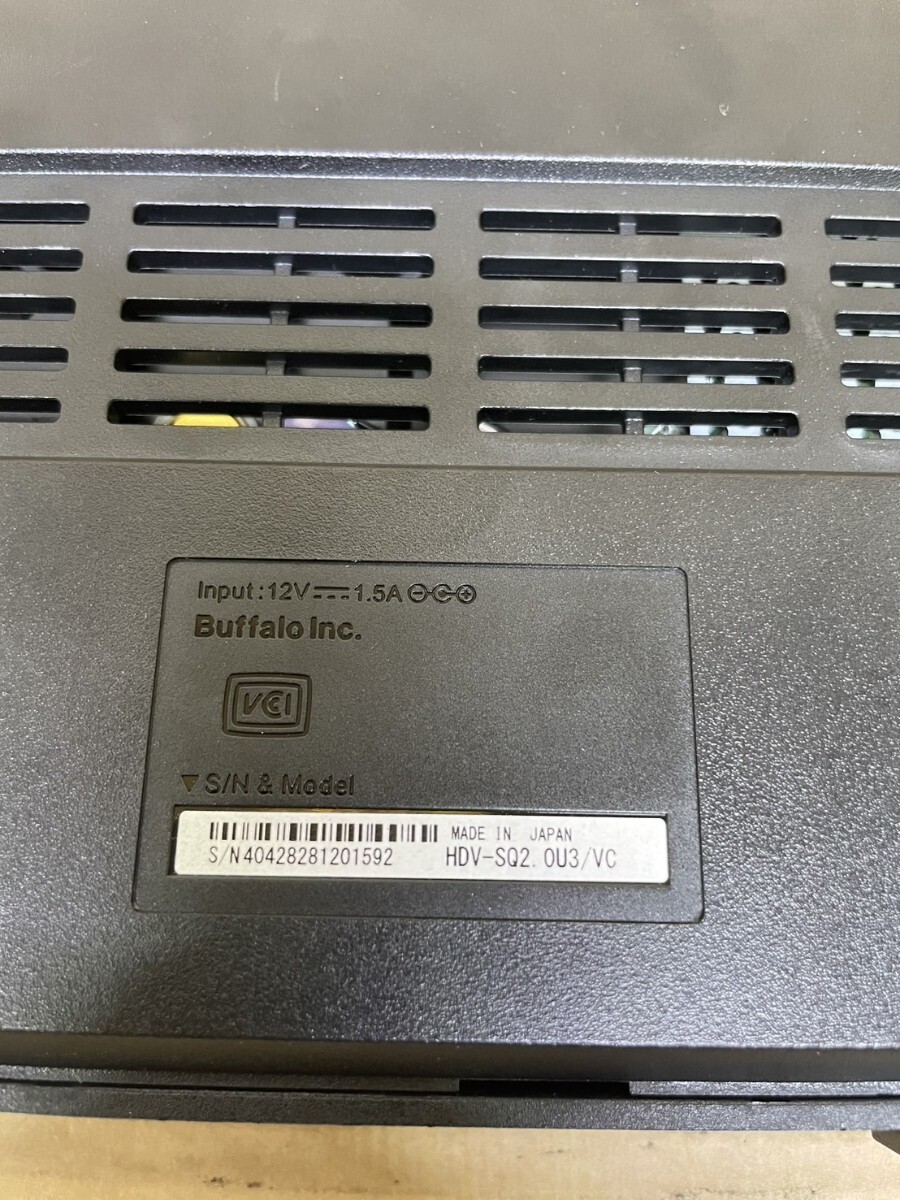 Input:12V⎓1.5A
Buffalo Inc.
VCI
▼S/N & Model
MADE IN JAPAN
S/N40428281201592 HDV-SQ2.0U3/VC